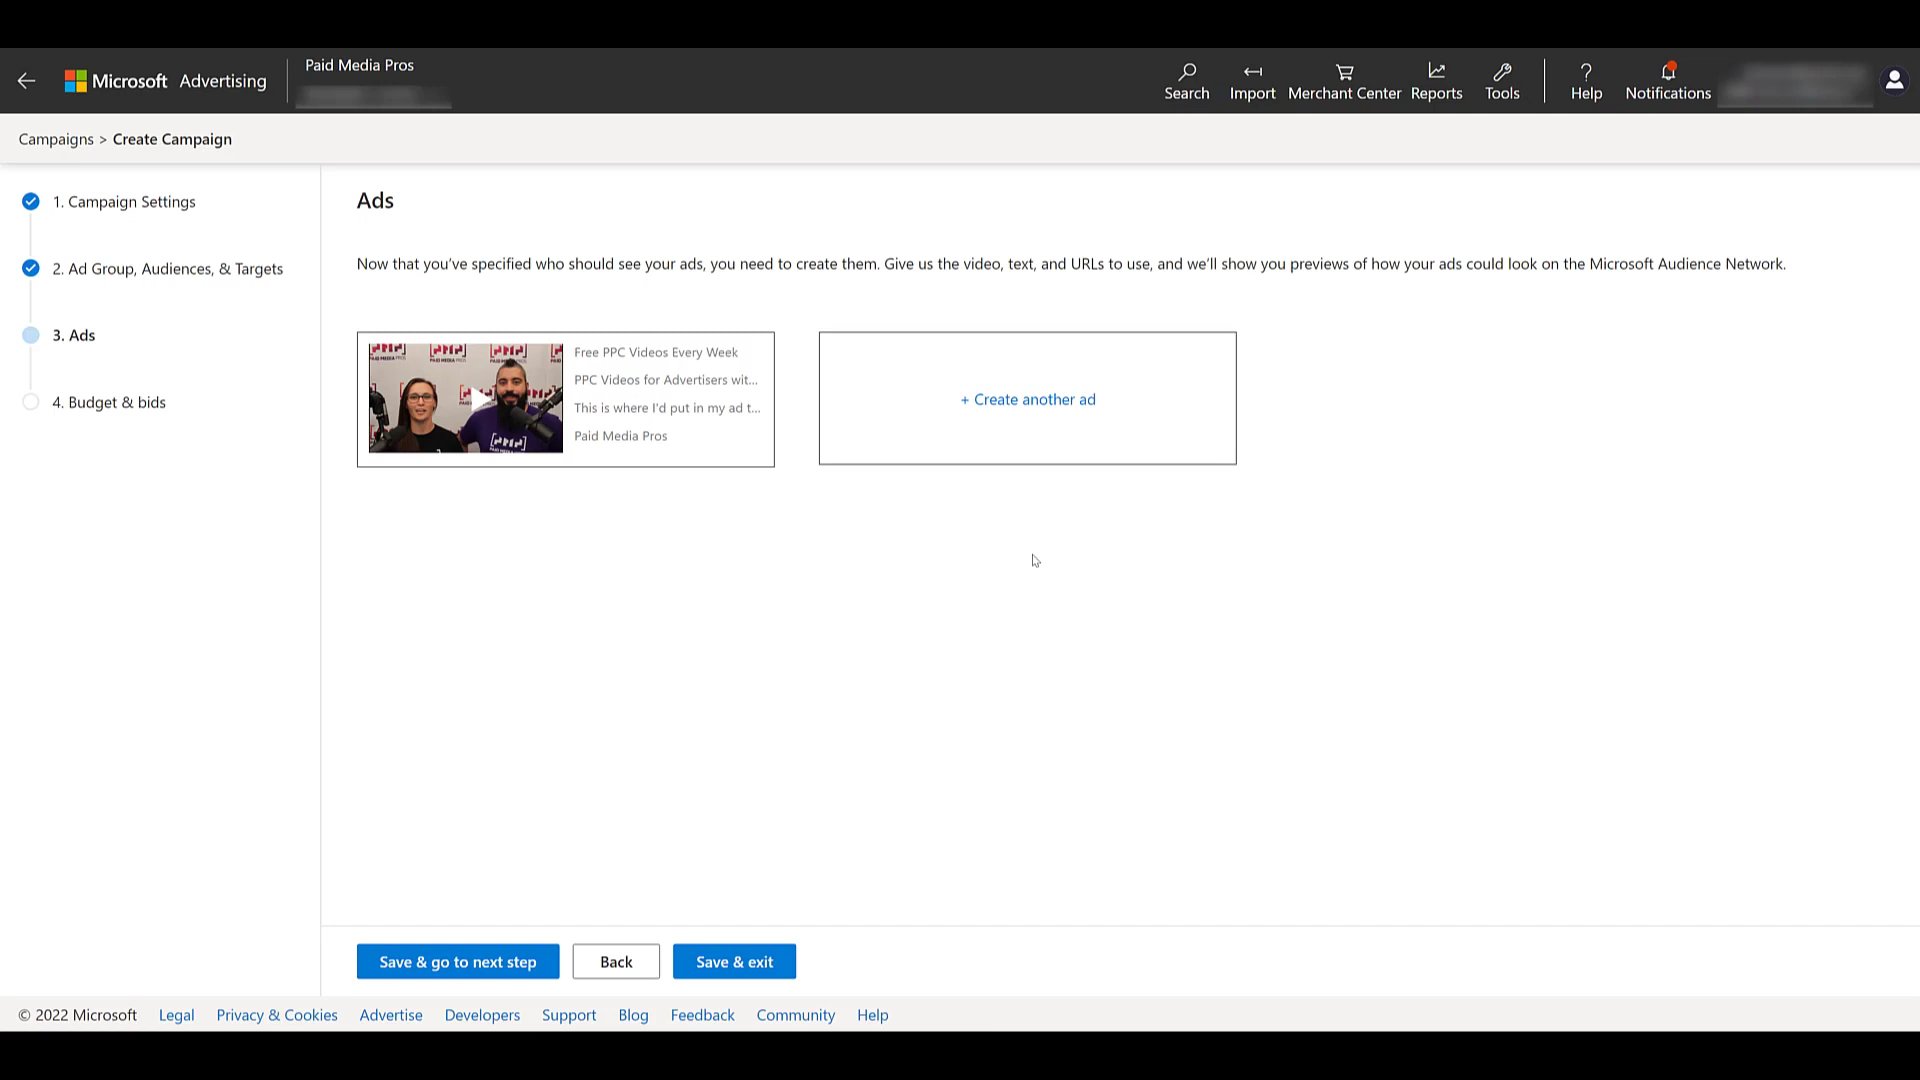 Microsoft Advertising
Paid Media Pros
Search
Import
Merchant Center
Reports
Tools
Help
Notifications
Campaigns > Create Campaign
1. Campaign Settings
2. Ad Group, Audiences, & Targets
3. Ads
4. Budget & bids
Ads
Now that you've specified who should see your ads, you need to create them. Give us the video, text, and URLs to use, and we'll show you previews of how your ads could look on the Microsoft Audience Network.
Free PPC Videos Every Week
PPC Videos for Advertisers wit...
This is where I'd put in my ad t...
Paid Media Pros
+ Create another ad
Save & go to next step
Back
Save & exit
© 2022 Microsoft
Legal
Privacy & Cookies
Advertise
Developers
Support
Blog
Feedback
Community
Help